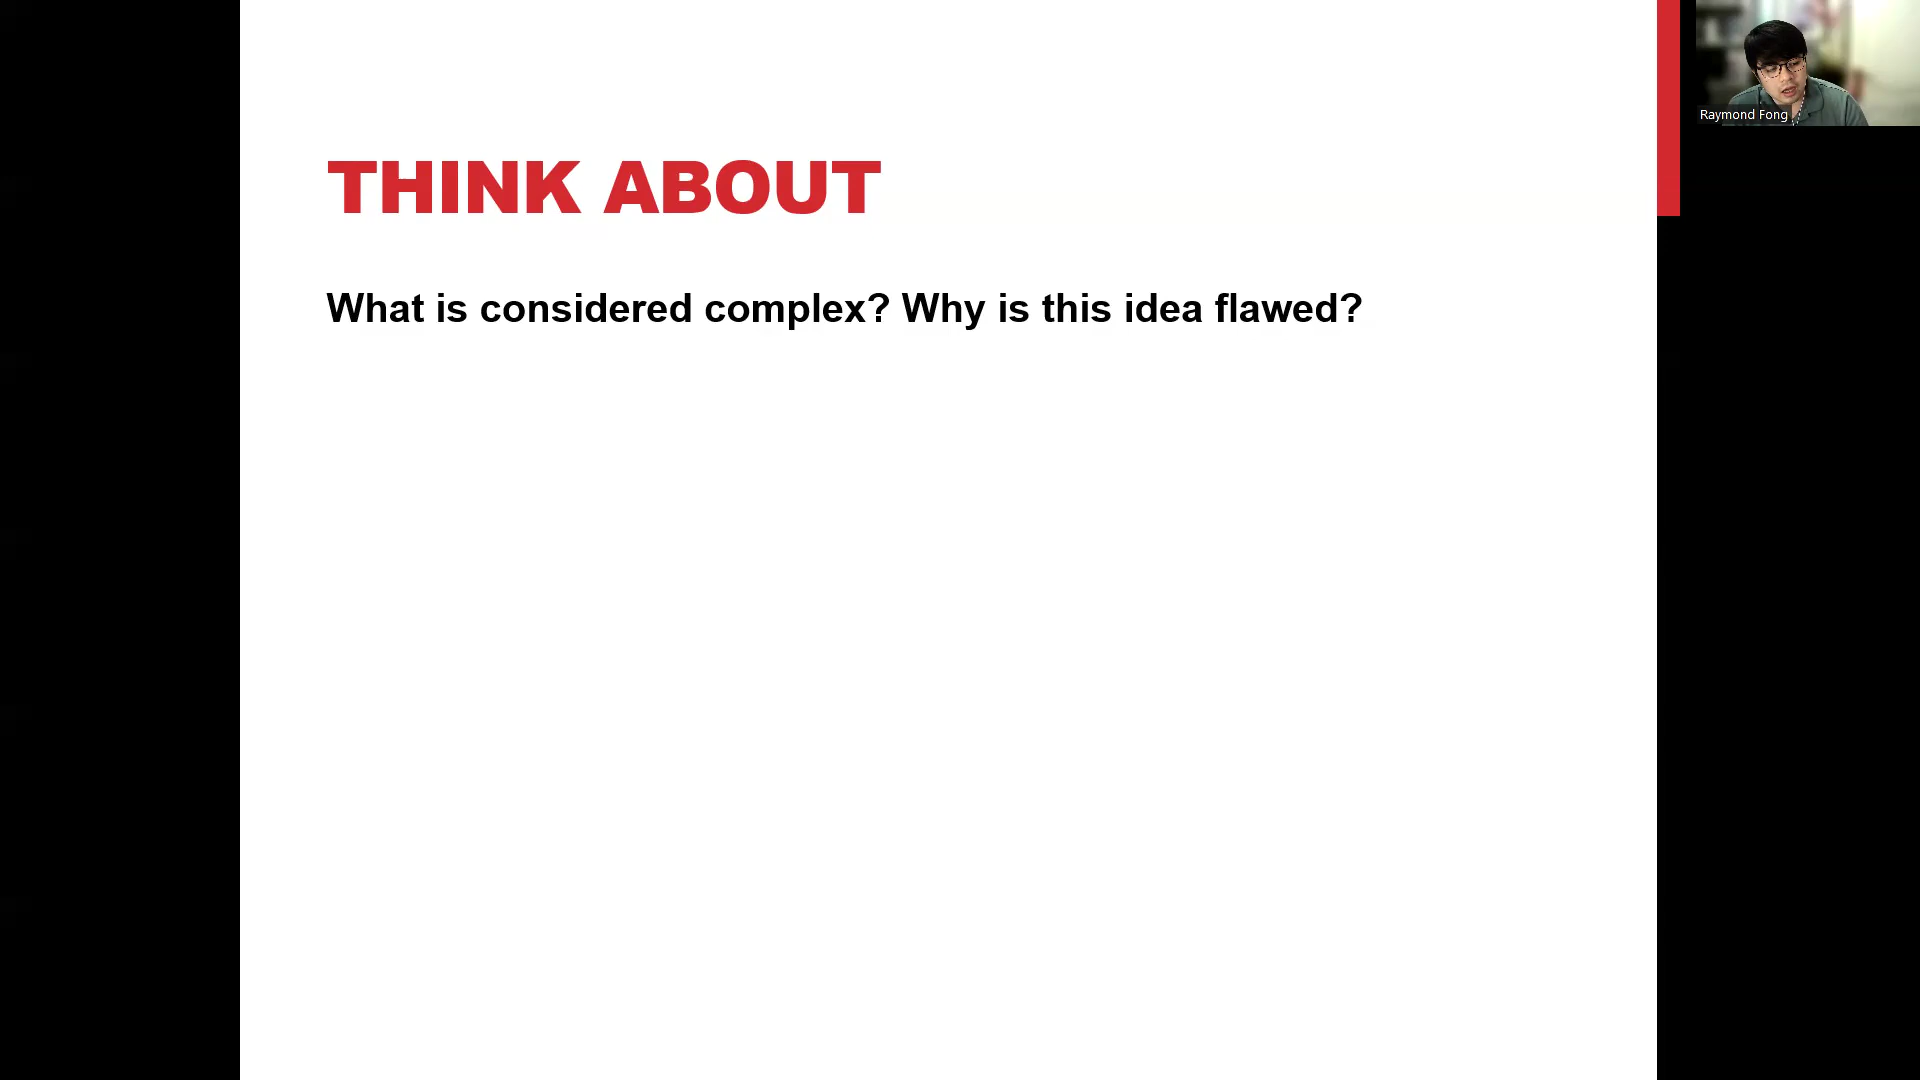 THINK ABOUT
What is considered complex? Why is this idea flawed?
Raymond Fong